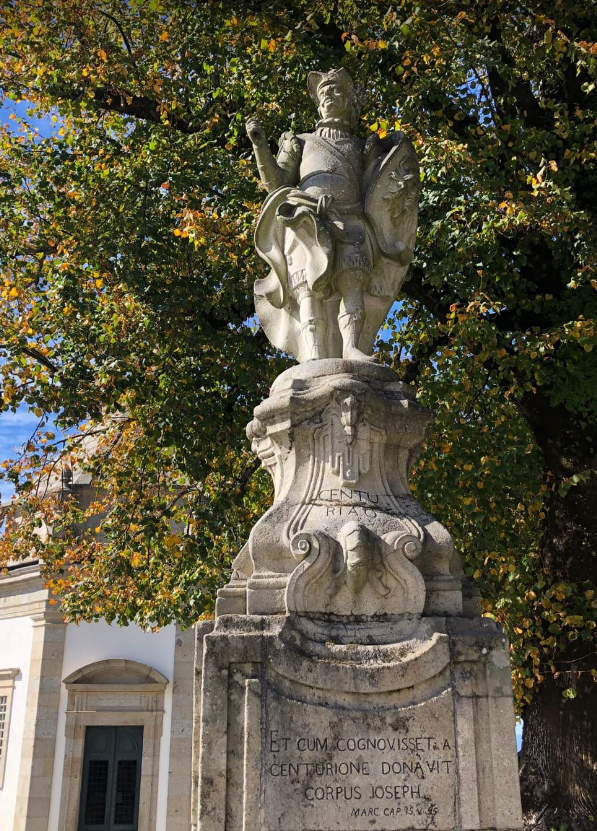 CENTU
RIAO
ET CUM COGNOVISSET. A
CENTURIONE DONAVIT
CORPUS JOSEPH.
MARC. CAP. 15. V. 45